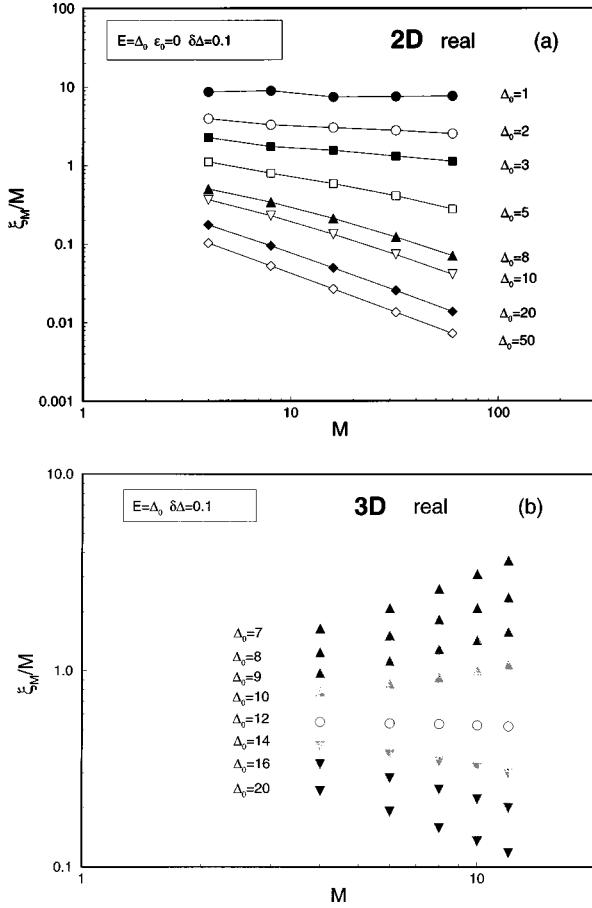 100
10
1
0.1
0.01
0.001
ξM/M
E=Δ0 ε0=0 δΔ=0.1
2D real (a)
Δ0=1
Δ0=2
Δ0=3
Δ0=5
Δ0=8
Δ0=10
Δ0=20
Δ0=50
1 10 100
M
10.0
1.0
0.1
ξM/M
E=Δ0 δΔ=0.1
3D real (b)
Δ0=7
Δ0=8
Δ0=9
Δ0=10
Δ0=12
Δ0=14
Δ0=16
Δ0=20
1 10
M